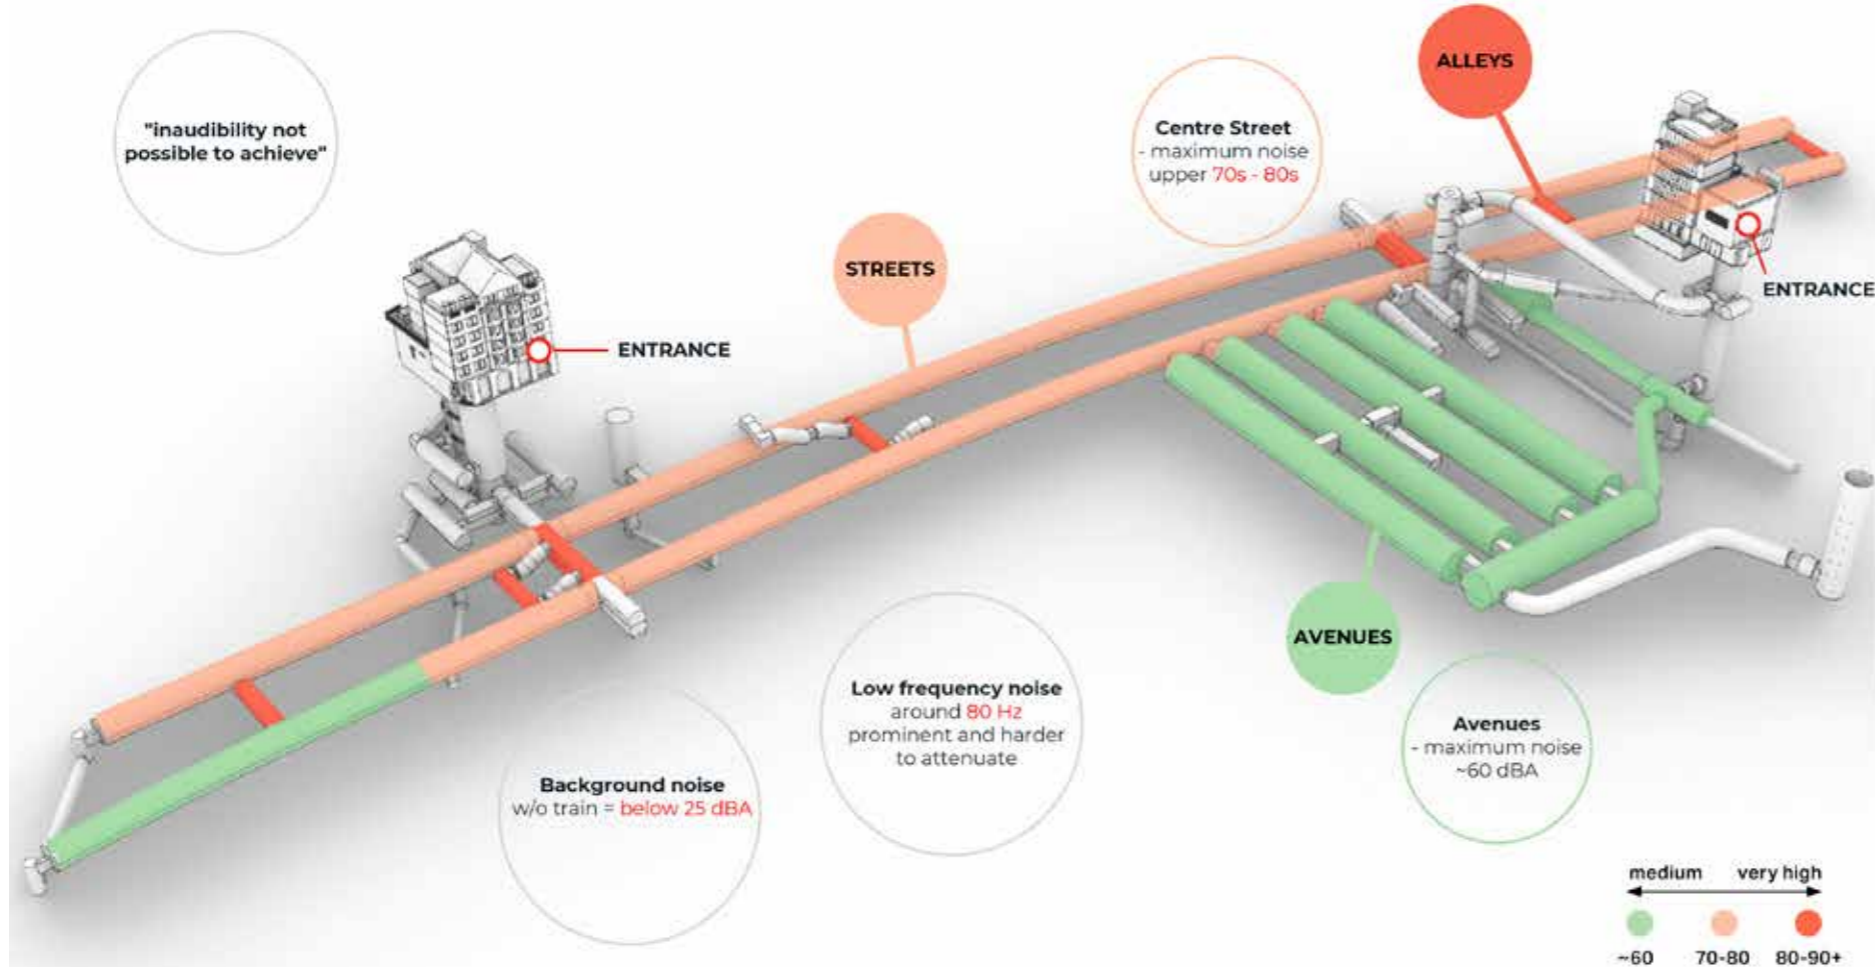 "inaudibility not
possible to achieve"
Centre Street
- maximum noise
upper 70s - 80s
ALLEYS
STREETS
ENTRANCE
ENTRANCE
AVENUES
Low frequency noise
around 80 Hz
prominent and harder
to attenuate
Background noise
w/o train = below 25 dBA
Avenues
- maximum noise
~60 dBA
medium very high
~60 70-80 80-90+